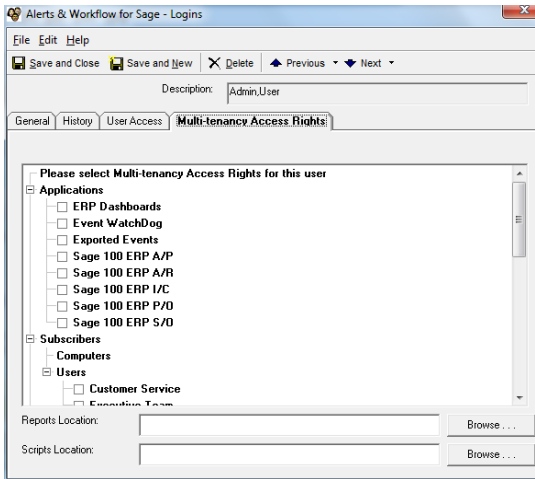 Alerts & Workflow for Sage - Logins
File Edit Help
Save and Close Save and New Delete Previous Next
Description: Admin,User
General History User Access Multi-tenancy Access Rights
Please select Multi-tenancy Access Rights for this user
Applications
ERP Dashboards
Event WatchDog
Exported Events
Sage 100 ERP A/P
Sage 100 ERP A/R
Sage 100 ERP I/C
Sage 100 ERP P/O
Sage 100 ERP S/O
Subscribers
Computers
Users
Customer Service
Executive Team
Reports Location: Browse . . .
Scripts Location: Browse . . .